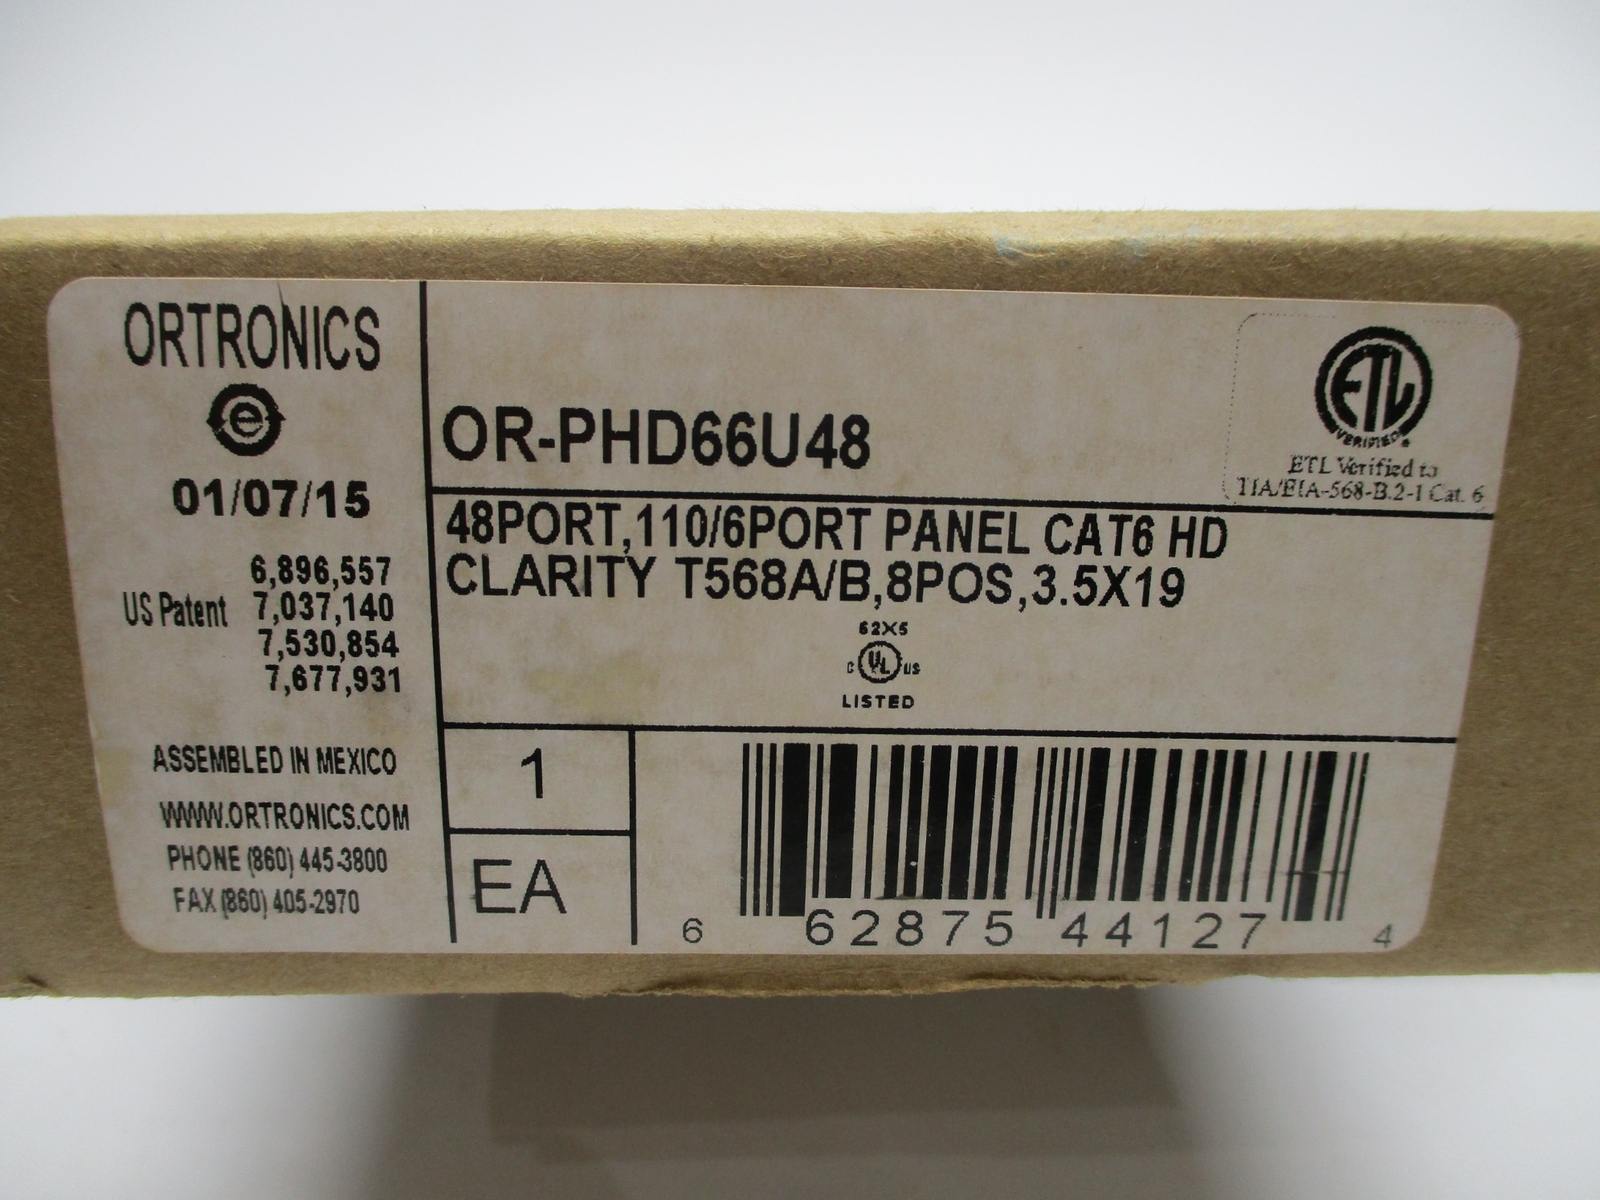 ORTRONICS
e
01/07/15
US Patent
6,896,557
7,037,140
7,530,854
7,677,931
ASSEMBLED IN MEXICO
WWW.ORTRONICS.COM
PHONE (860) 445-3800
FAX (860) 405-2970
OR-PHD66U48
ETL
VERIFIED
ETL Verified to
TIA/EIA-568-B.2-1 Cat. 6
48PORT,110/6PORT PANEL CAT6 HD
CLARITY T568A/B,8POS,3.5X19
62X5
C UL US
LISTED
1
EA
6 62875 44127 4